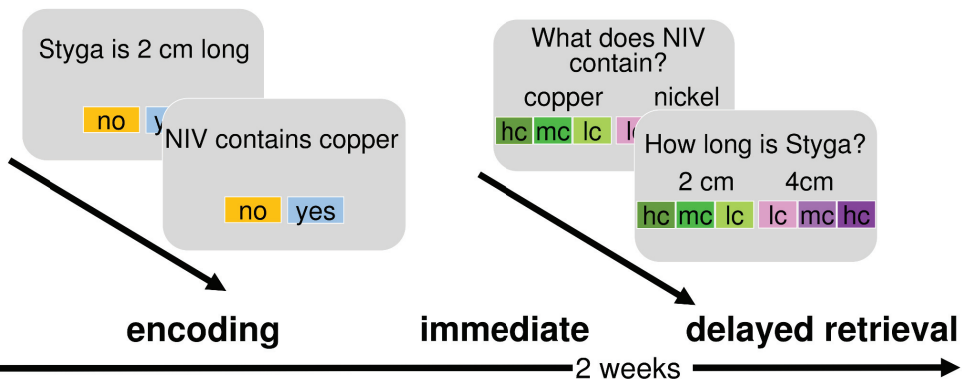 Styga is 2 cm long
no y
NIV contains copper
no yes
What does NIV
contain?
copper nickel
hc mc lc lc
How long is Styga?
2 cm 4cm
hc mc lc lc mc hc
encoding immediate delayed retrieval
2 weeks